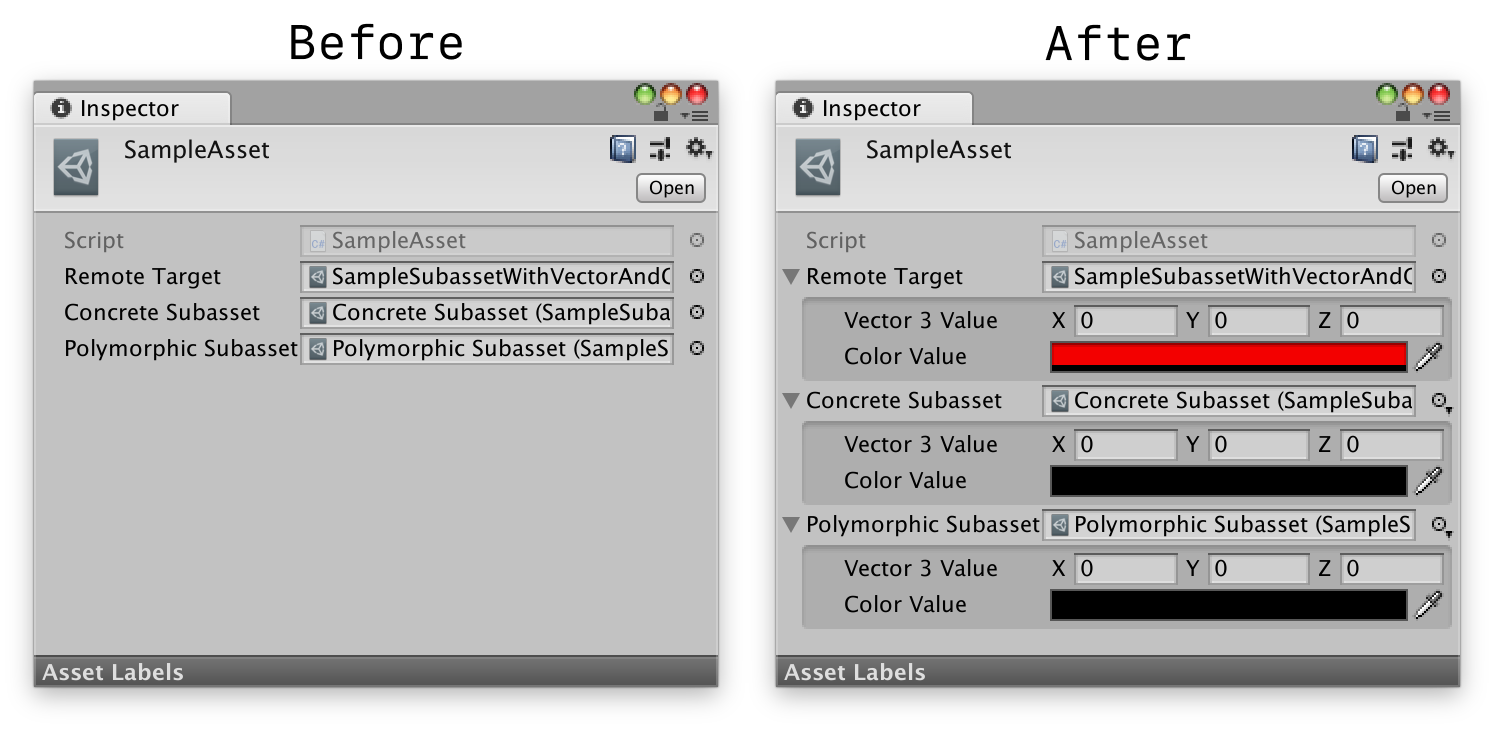 Before
Inspector
SampleAsset
Open
Script C# SampleAsset
Remote Target SampleSubassetWithVectorAndC
Concrete Subasset Concrete Subasset (SampleSuba
Polymorphic Subasset Polymorphic Subasset (SampleS
Asset Labels
After
Inspector
SampleAsset
Open
Script C# SampleAsset
Remote Target SampleSubassetWithVectorAndC
Vector 3 Value X 0 Y 0 Z 0
Color Value
Concrete Subasset Concrete Subasset (SampleSuba
Vector 3 Value X 0 Y 0 Z 0
Color Value
Polymorphic Subasset Polymorphic Subasset (SampleS
Vector 3 Value X 0 Y 0 Z 0
Color Value
Asset Labels